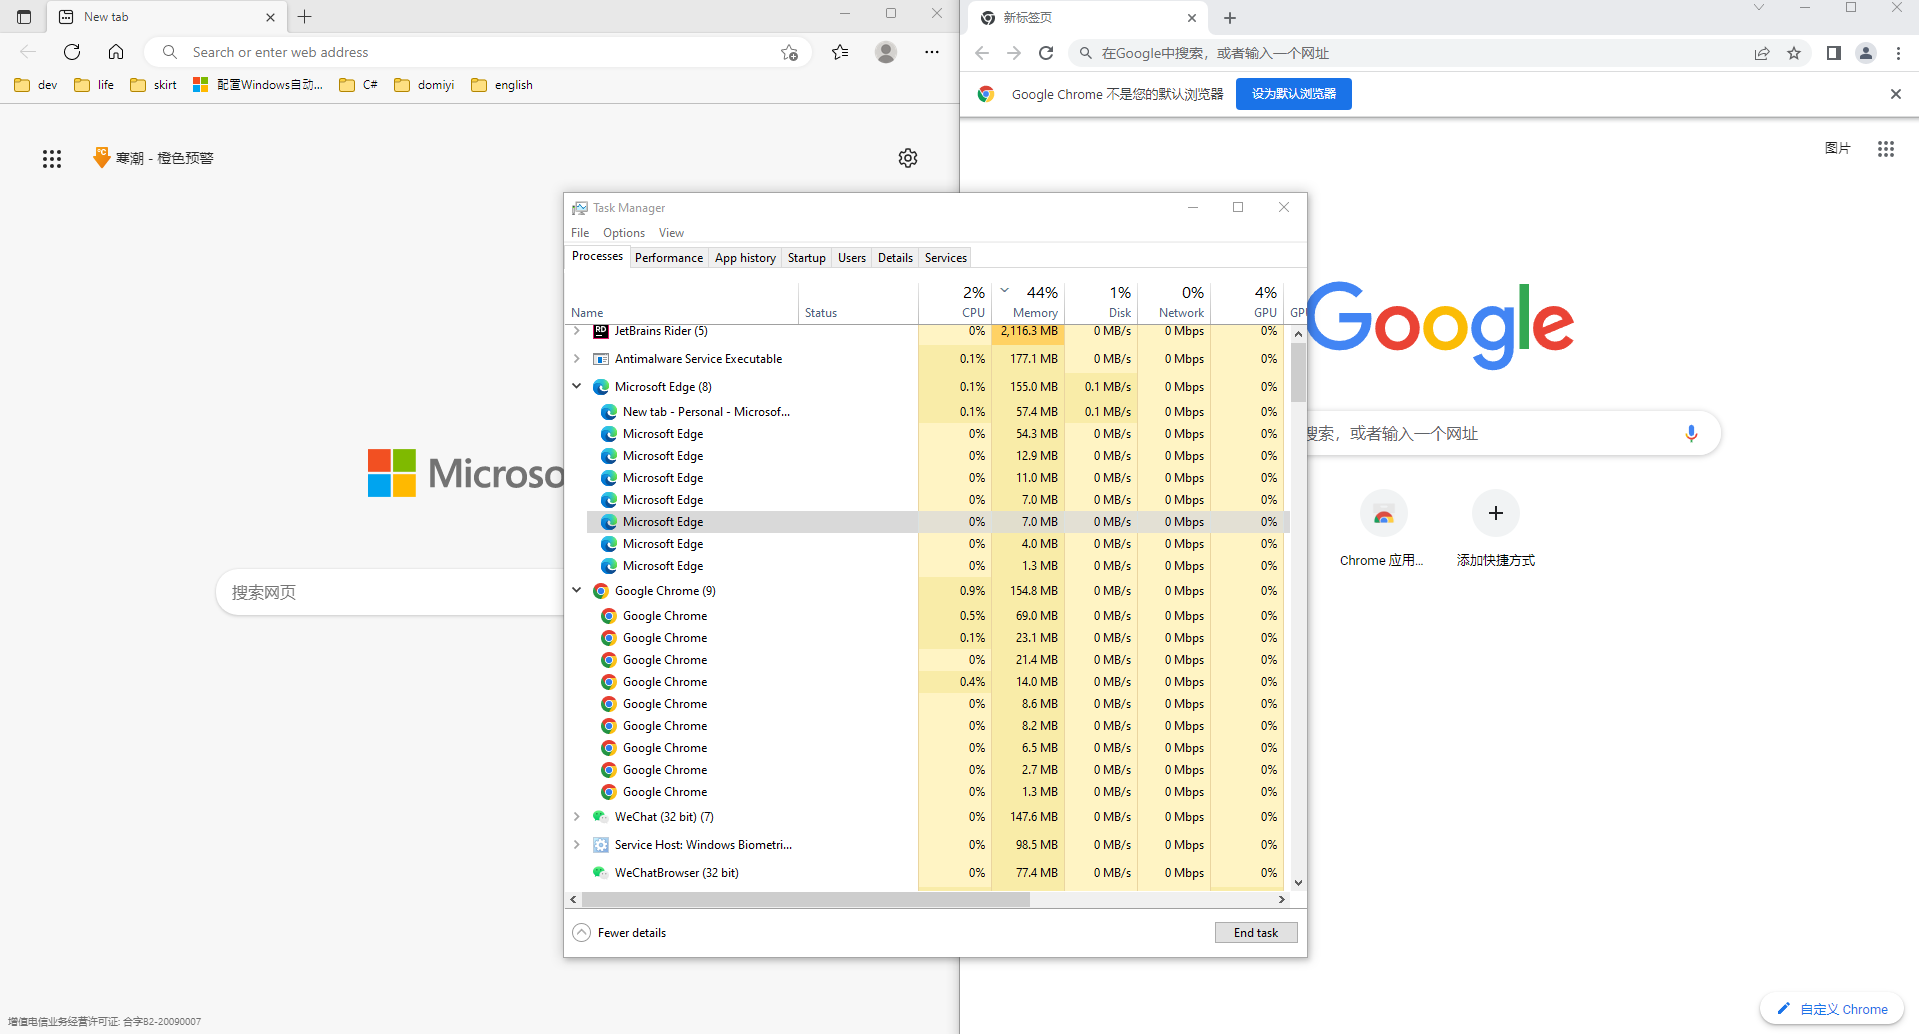 New tab
Search or enter web address
dev
life
skirt
配置Windows自动...
C#
domiyi
english
寒潮 - 橙色预警
Microso
搜索网页
增值电信业务经营许可证: 合字B2-20090007
新标签页
在Google中搜索，或者输入一个网址
Google Chrome 不是您的默认浏览器
设为默认浏览器
图片
Google
搜索，或者输入一个网址
Chrome 应用...
添加快捷方式
自定义 Chrome
Task Manager
File Options View
Processes Performance App history Startup Users Details Services
2% 44% 1% 0% 4%
Name Status CPU Memory Disk Network GPU GPU
JetBrains Rider (5) 0% 2,116.3 MB 0 MB/s 0 Mbps 0%
Antimalware Service Executable 0.1% 177.1 MB 0 MB/s 0 Mbps 0%
Microsoft Edge (8) 0.1% 155.0 MB 0.1 MB/s 0 Mbps 0%
New tab - Personal - Microsof... 0.1% 57.4 MB 0.1 MB/s 0 Mbps 0%
Microsoft Edge 0% 54.3 MB 0 MB/s 0 Mbps 0%
Microsoft Edge 0% 12.9 MB 0 MB/s 0 Mbps 0%
Microsoft Edge 0% 11.0 MB 0 MB/s 0 Mbps 0%
Microsoft Edge 0% 7.0 MB 0 MB/s 0 Mbps 0%
Microsoft Edge 0% 7.0 MB 0 MB/s 0 Mbps 0%
Microsoft Edge 0% 4.0 MB 0 MB/s 0 Mbps 0%
Microsoft Edge 0% 1.3 MB 0 MB/s 0 Mbps 0%
Google Chrome (9) 0.9% 154.8 MB 0 MB/s 0 Mbps 0%
Google Chrome 0.5% 69.0 MB 0 MB/s 0 Mbps 0%
Google Chrome 0.1% 23.1 MB 0 MB/s 0 Mbps 0%
Google Chrome 0% 21.4 MB 0 MB/s 0 Mbps 0%
Google Chrome 0.4% 14.0 MB 0 MB/s 0 Mbps 0%
Google Chrome 0% 8.6 MB 0 MB/s 0 Mbps 0%
Google Chrome 0% 8.2 MB 0 MB/s 0 Mbps 0%
Google Chrome 0% 6.5 MB 0 MB/s 0 Mbps 0%
Google Chrome 0% 2.7 MB 0 MB/s 0 Mbps 0%
Google Chrome 0% 1.3 MB 0 MB/s 0 Mbps 0%
WeChat (32 bit) (7) 0% 147.6 MB 0 MB/s 0 Mbps 0%
Service Host: Windows Biometri... 0% 98.5 MB 0 MB/s 0 Mbps 0%
WeChatBrowser (32 bit) 0% 77.4 MB 0 MB/s 0 Mbps 0%
Fewer details
End task